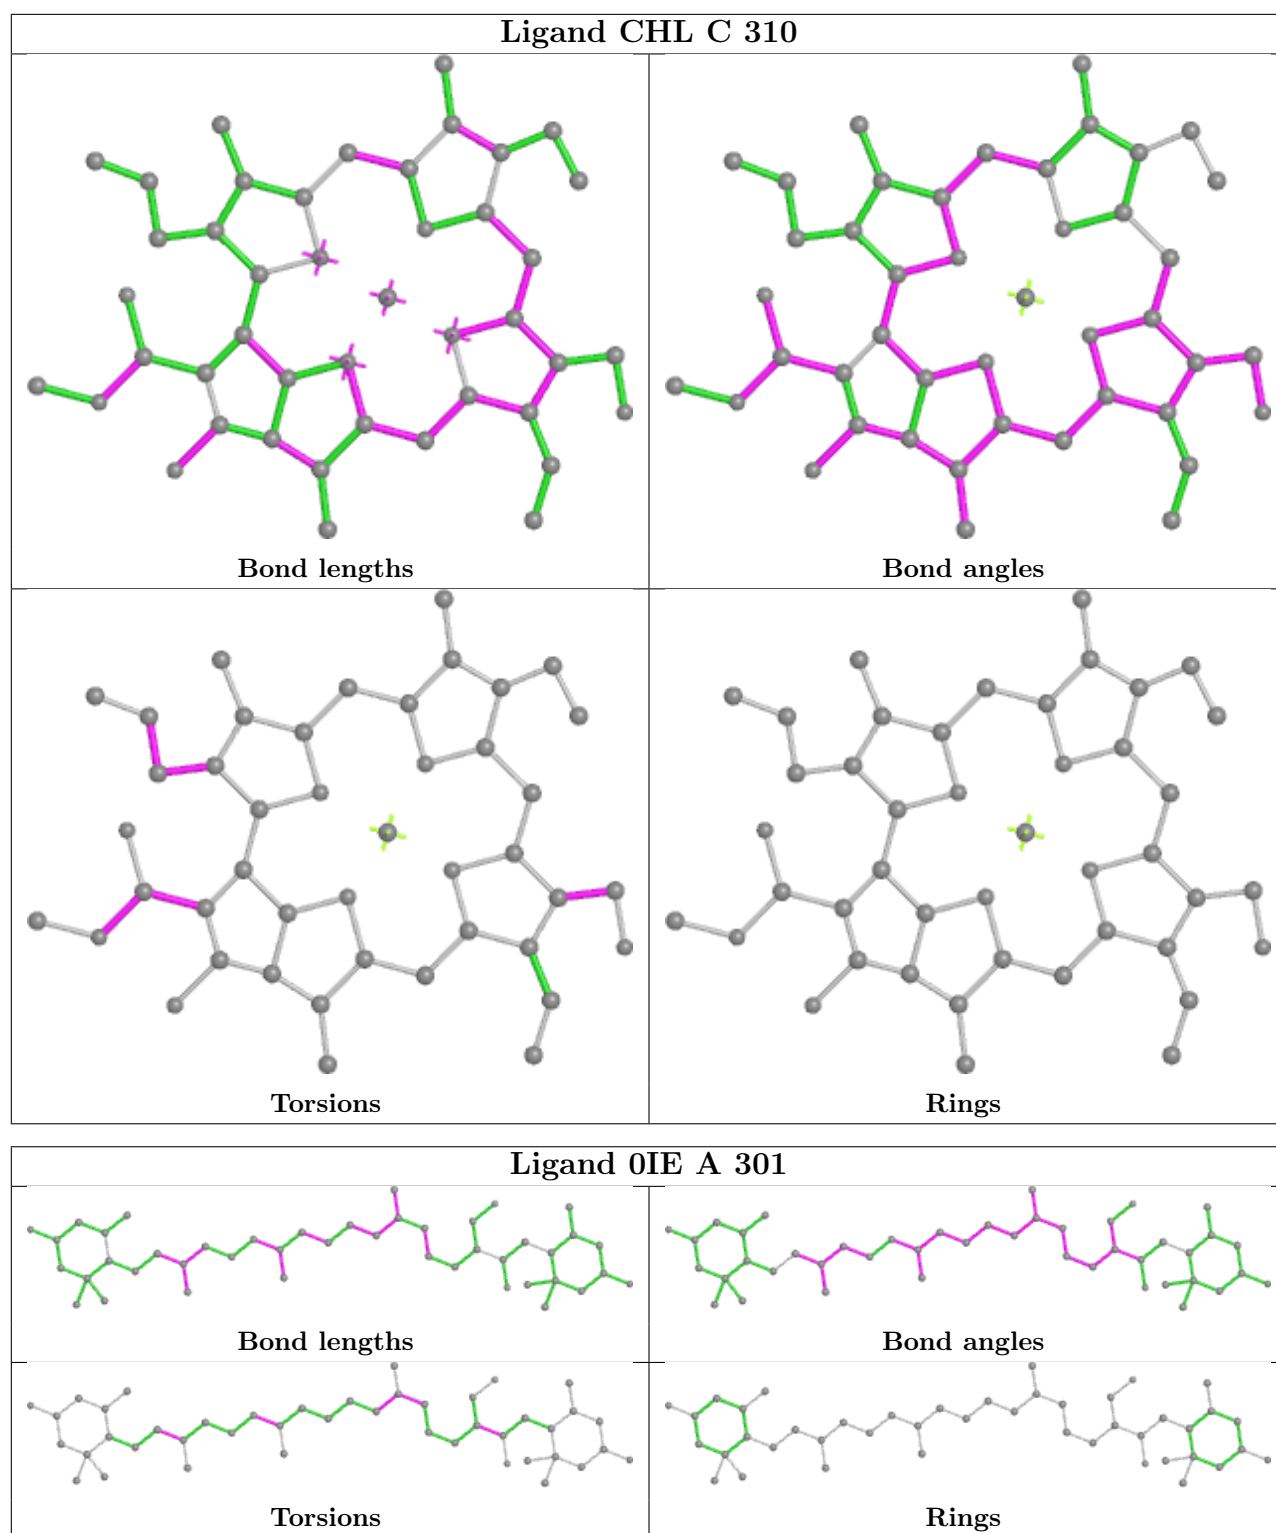 Ligand CHL C 310
Bond lengths
Bond angles
Torsions
Rings
Ligand 0IE A 301
Bond lengths
Bond angles
Torsions
Rings